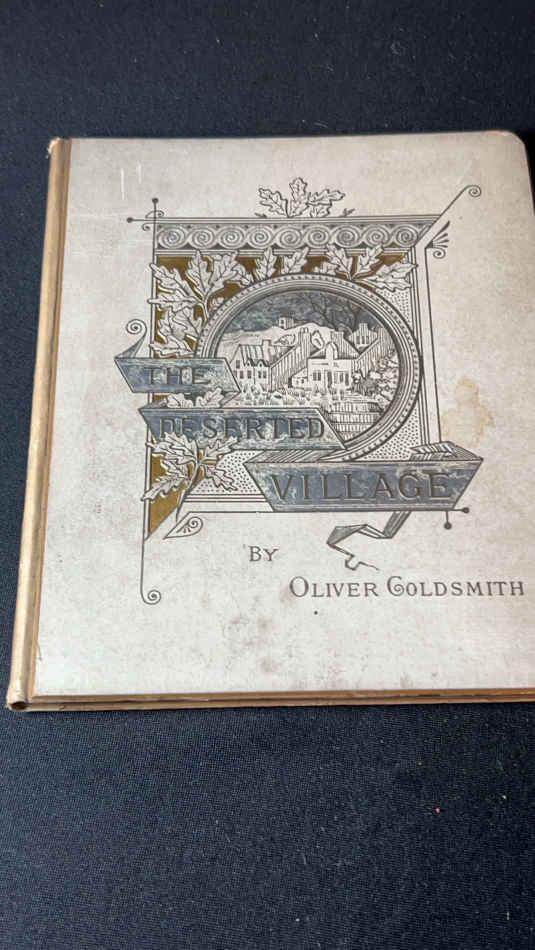 THE
DESERTED
VILLAGE
BY
OLIVER GOLDSMITH